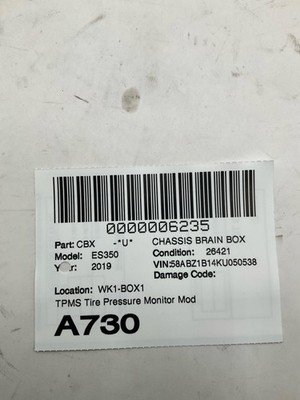 0000006235
Part: CBX -*U* CHASSIS BRAIN BOX
Model: ES350 Condition: 26421
Year: 2019 VIN:58ABZ1B14KU050538
Damage Code:
Location: WK1-BOX1
TPMS Tire Pressure Monitor Mod
A730